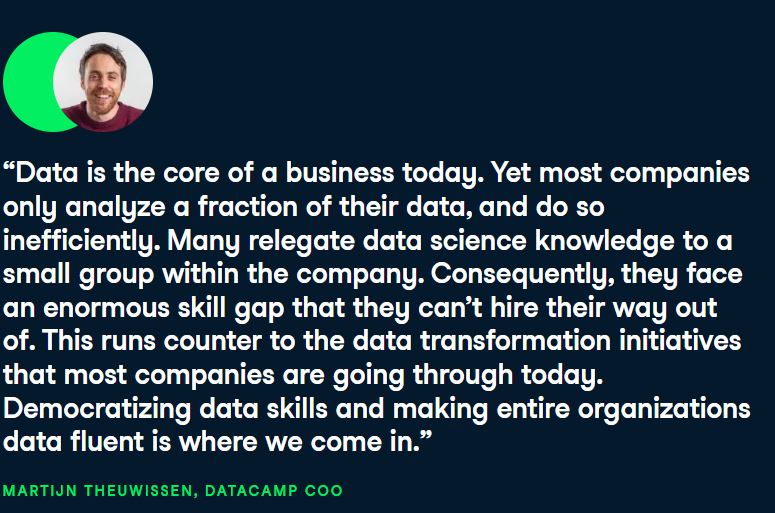 “Data is the core of a business today. Yet most companies
only analyze a fraction of their data, and do so
inefficiently. Many relegate data science knowledge to a
small group within the company. Consequently, they face
an enormous skill gap that they can’t hire their way out
of. This runs counter to the data transformation initiatives
that most companies are going through today.
Democratizing data skills and making entire organizations
data fluent is where we come in.”
MARTIJN THEUWISSEN, DATACAMP COO